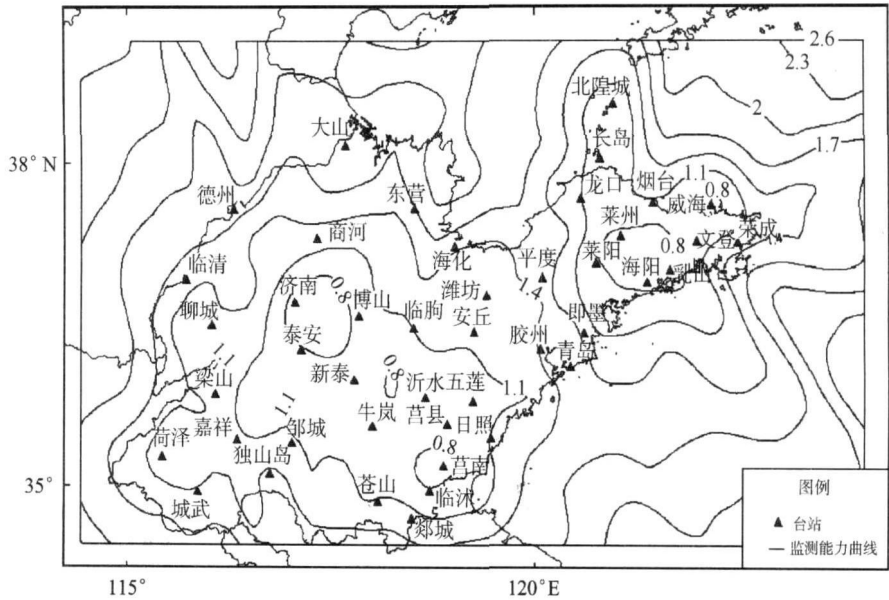 2.6
2.3
2
1.7
北隍城
大山
长岛
1.1
38° N
龙口
烟台
0.8
德州
东营
莱州
威海
荣成
商河
0.8
文登
临清
海化
平度
莱阳
海阳
乳山
济南
0.8
博山
潍坊
1.4
聊城
临朐
安丘
即墨
泰安
胶州
青岛
1.1
新泰
0.8
沂水
五莲
1.1
梁山
1.1
牛岚
莒县
日照
嘉祥
邹城
菏泽
独山岛
0.8
莒南
35°
苍山
临沭
城武
郯城
图例
台站
监测能力曲线
115°
120° E